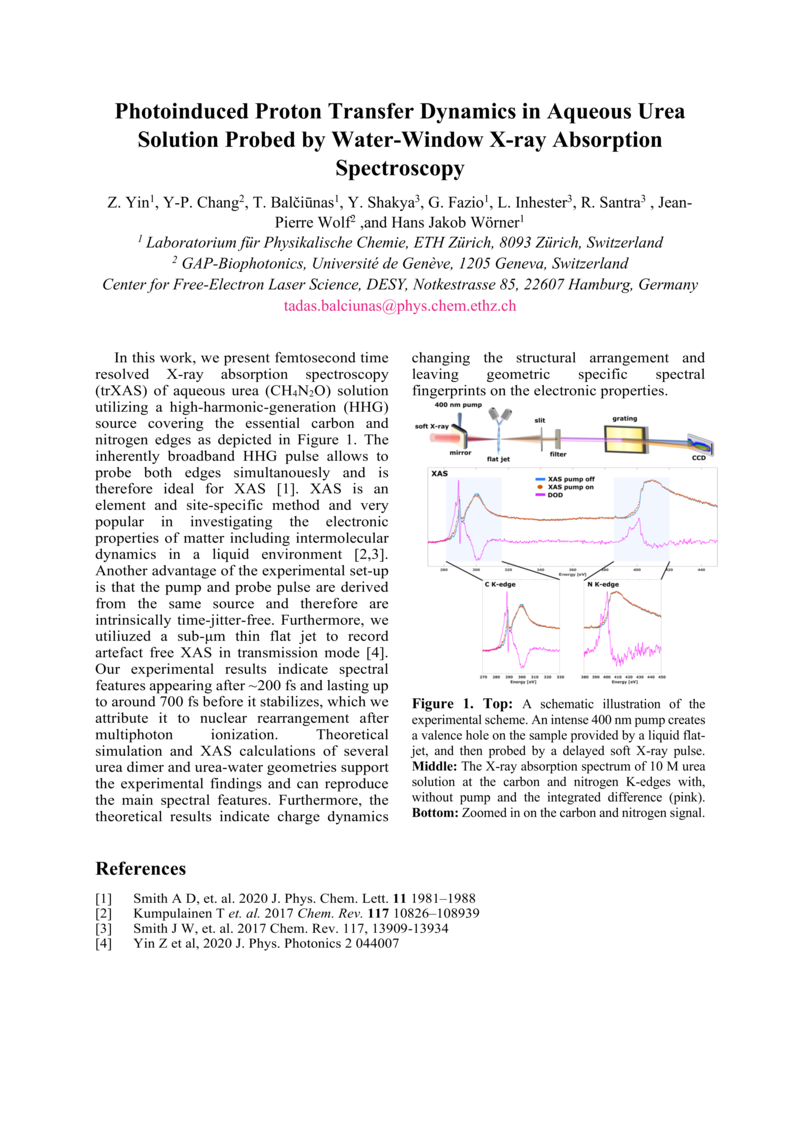 Photoinduced Proton Transfer Dynamics in Aqueous Urea
Solution Probed by Water-Window X-ray Absorption
Spectroscopy
Z. Yin1, Y-P. Chang2, T. Balčiūnas1, Y. Shakya3, G. Fazio1, L. Inhester3, R. Santra3 , Jean-
Pierre Wolf2 ,and Hans Jakob Wörner1
1 Laboratorium für Physikalische Chemie, ETH Zürich, 8093 Zürich, Switzerland
2 GAP-Biophotonics, Université de Genève, 1205 Geneva, Switzerland
Center for Free-Electron Laser Science, DESY, Notkestrasse 85, 22607 Hamburg, Germany
tadas.balciunas@phys.chem.ethz.ch
In this work, we present femtosecond time
resolved X-ray absorption spectroscopy
(trXAS) of aqueous urea (CH4N2O) solution
utilizing a high-harmonic-generation (HHG)
source covering the essential carbon and
nitrogen edges as depicted in Figure 1. The
inherently broadband HHG pulse allows to
probe both edges simultanouesly and is
therefore ideal for XAS [1]. XAS is an
element and site-specific method and very
popular in investigating the electronic
properties of matter including intermolecular
dynamics in a liquid environment [2,3].
Another advantage of the experimental set-up
is that the pump and probe pulse are derived
from the same source and therefore are
intrinsically time-jitter-free. Furthermore, we
utiliuzed a sub-μm thin flat jet to record
artefact free XAS in transmission mode [4].
Our experimental results indicate spectral
features appearing after ~200 fs and lasting up
to around 700 fs before it stabilizes, which we
attribute it to nuclear rearrangement after
multiphoton ionization. Theoretical
simulation and XAS calculations of several
urea dimer and urea-water geometries support
the experimental findings and can reproduce
the main spectral features. Furthermore, the
theoretical results indicate charge dynamics
changing the structural arrangement and
leaving geometric specific spectral
fingerprints on the electronic properties.
400 nm pump
soft X-ray
mirror
flat jet
slit
filter
grating
CCD
XAS
XAS pump off
XAS pump on
DOD
280 300 320 340 360 380 400 420 440
Energy [eV]
C K-edge
N K-edge
270 280 290 300 310 320 330
Energy [eV]
380 390 400 410 420 430 440 450
Energy [eV]
Figure 1. Top: A schematic illustration of the
experimental scheme. An intense 400 nm pump creates
a valence hole on the sample provided by a liquid flat-
jet, and then probed by a delayed soft X-ray pulse.
Middle: The X-ray absorption spectrum of 10 M urea
solution at the carbon and nitrogen K-edges with,
without pump and the integrated difference (pink).
Bottom: Zoomed in on the carbon and nitrogen signal.
References
[1] Smith A D, et. al. 2020 J. Phys. Chem. Lett. 11 1981–1988
[2] Kumpulainen T et. al. 2017 Chem. Rev. 117 10826–108939
[3] Smith J W, et. al. 2017 Chem. Rev. 117, 13909-13934
[4] Yin Z et al, 2020 J. Phys. Photonics 2 044007